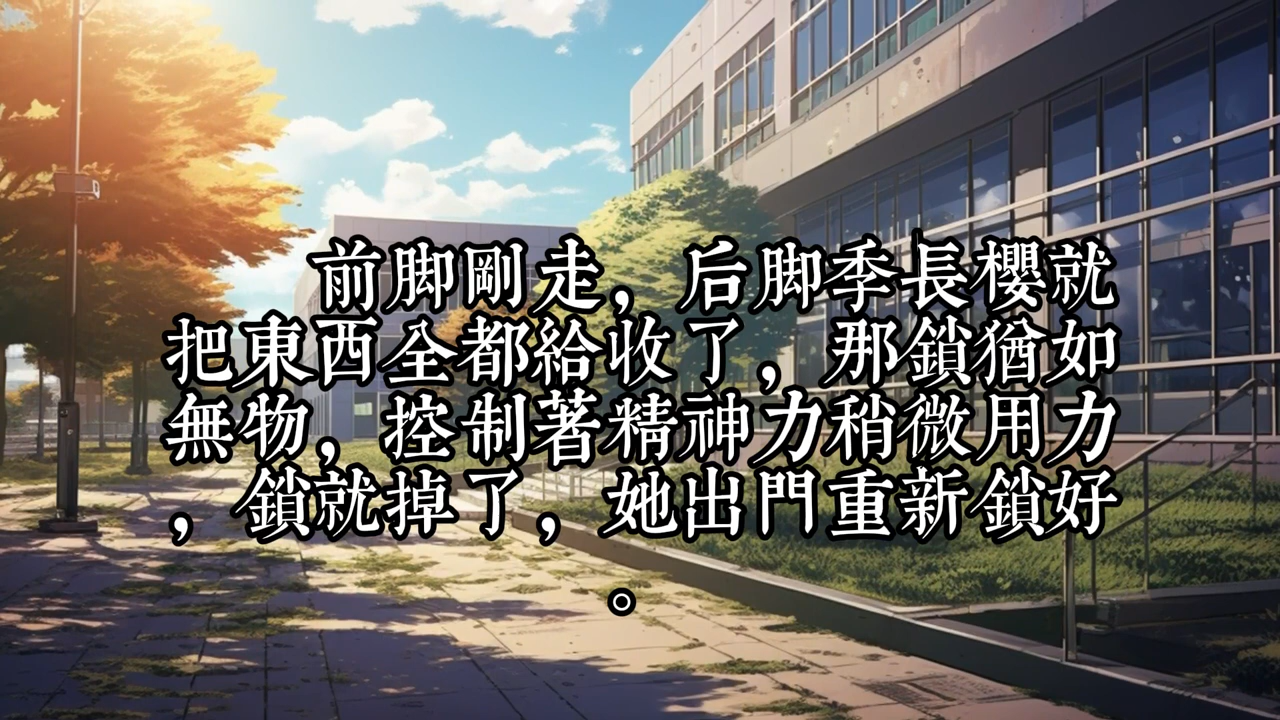 前脚剛走，后脚季長櫻就
把東西全都給收了，那鎖猶如
無物，控制著精神力稍微用力
，鎖就掉了，她出門重新鎖好
。